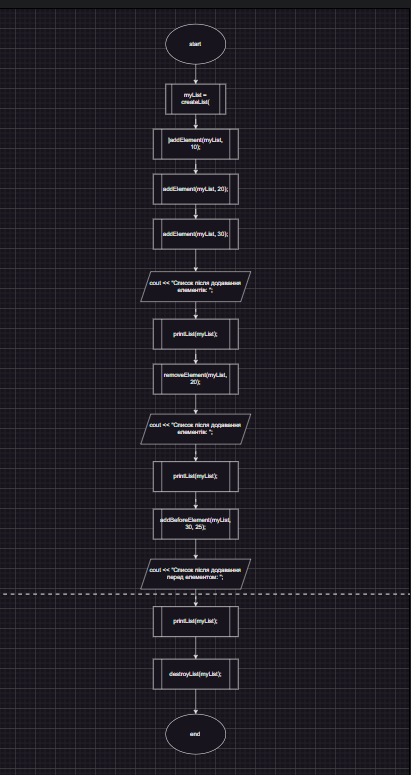 start
myList =
createList(
|addElement(myList,
10);
addElement(myList, 20);
addElement(myList, 30);
cout << "Список після додавання
елементів: ";
printList(myList);
removeElement(myList,
20);
cout << "Список після додавання
елементів: ";
printList(myList);
addBeforeElement(myList,
30, 25);
cout << "Список після додавання
перед елементом: ";
printList(myList);
destroyList(myList);
end